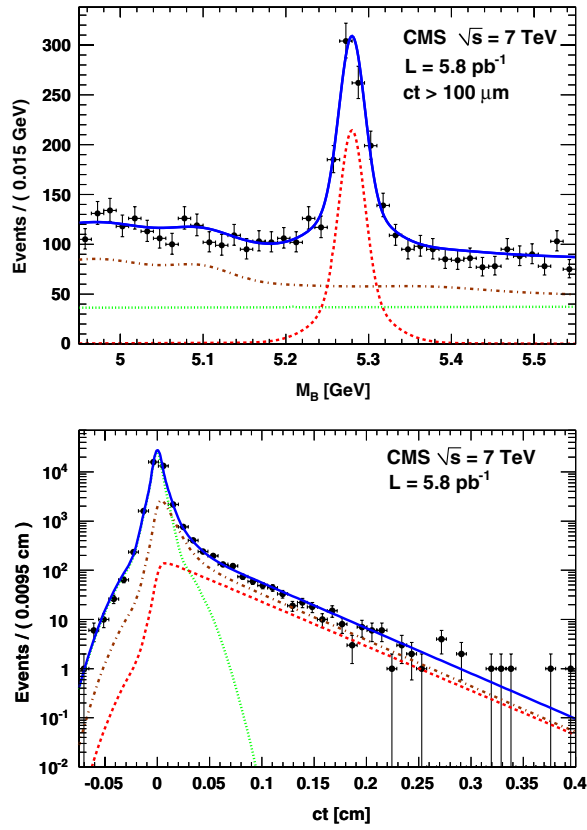 CMS √s = 7 TeV
L = 5.8 pb⁻¹
ct > 100 μm
Events / ( 0.015 GeV)
300
250
200
150
100
50
0
5 5.1 5.2 5.3 5.4 5.5
M_B [GeV]
CMS √s = 7 TeV
L = 5.8 pb⁻¹
Events / ( 0.0095 cm)
10⁴
10³
10²
10
1
10⁻¹
10⁻²
-0.05 0 0.05 0.1 0.15 0.2 0.25 0.3 0.35 0.4
ct [cm]